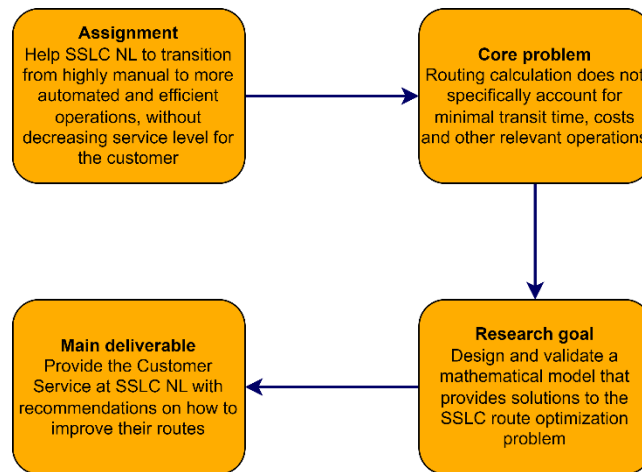 Assignment
Help SSLC NL to transition
from highly manual to more
automated and efficient
operations, without
decreasing service level for
the customer
Core problem
Routing calculation does not
specifically account for
minimal transit time, costs
and other relevant operations
Research goal
Design and validate a
mathematical model that
provides solutions to the
SSLC route optimization
problem
Main deliverable
Provide the Customer
Service at SSLC NL with
recommendations on how to
improve their routes